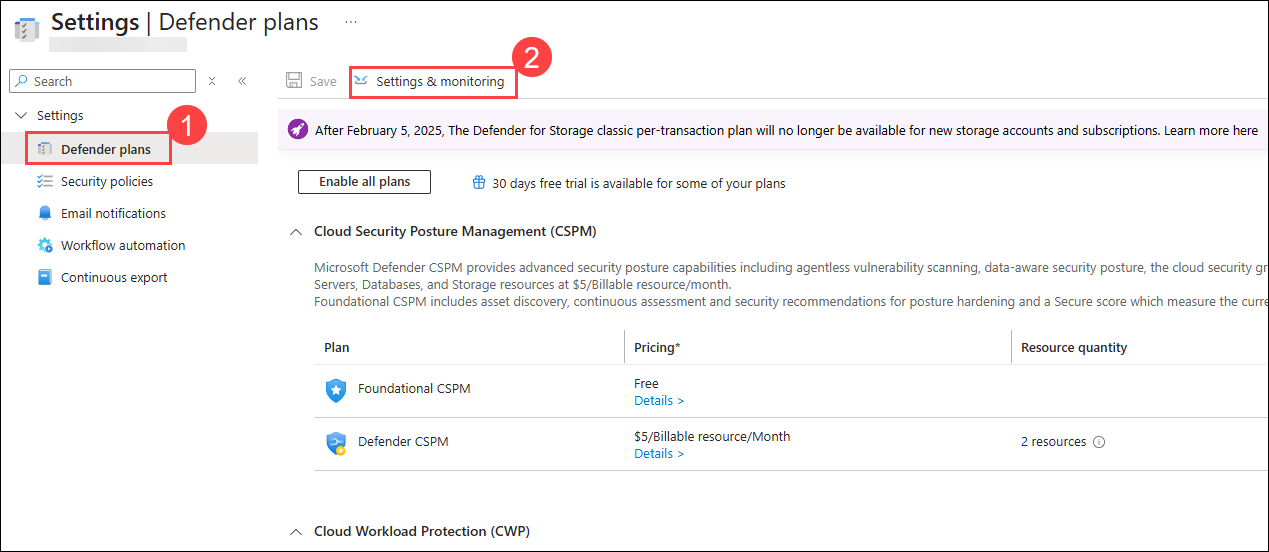 Settings | Defender plans ...
Search
Settings
1
Defender plans
Security policies
Email notifications
Workflow automation
Continuous export
Save
Settings & monitoring
2
After February 5, 2025, The Defender for Storage classic per-transaction plan will no longer be available for new storage accounts and subscriptions. Learn more here
Enable all plans
30 days free trial is available for some of your plans
Cloud Security Posture Management (CSPM)
Microsoft Defender CSPM provides advanced security posture capabilities including agentless vulnerability scanning, data-aware security posture, the cloud security
Servers, Databases, and Storage resources at $5/Billable resource/month.
Foundational CSPM includes asset discovery, continuous assessment and security recommendations for posture hardening and a Secure score which measure the
Plan Pricing* Resource quantity
Foundational CSPM
Free
Details >
Defender CSPM
$5/Billable resource/Month
Details >
2 resources
Cloud Workload Protection (CWP)